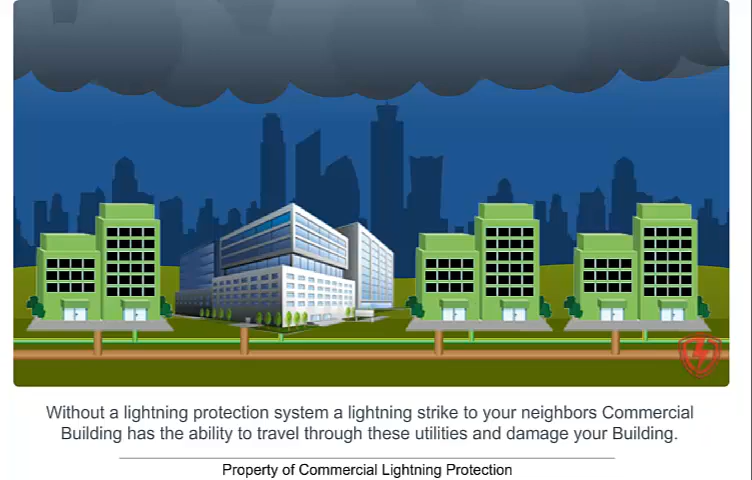 Without a lightning protection system a lightning strike to your neighbors Commercial
Building has the ability to travel through these utilities and damage your Building.
Property of Commercial Lightning Protection